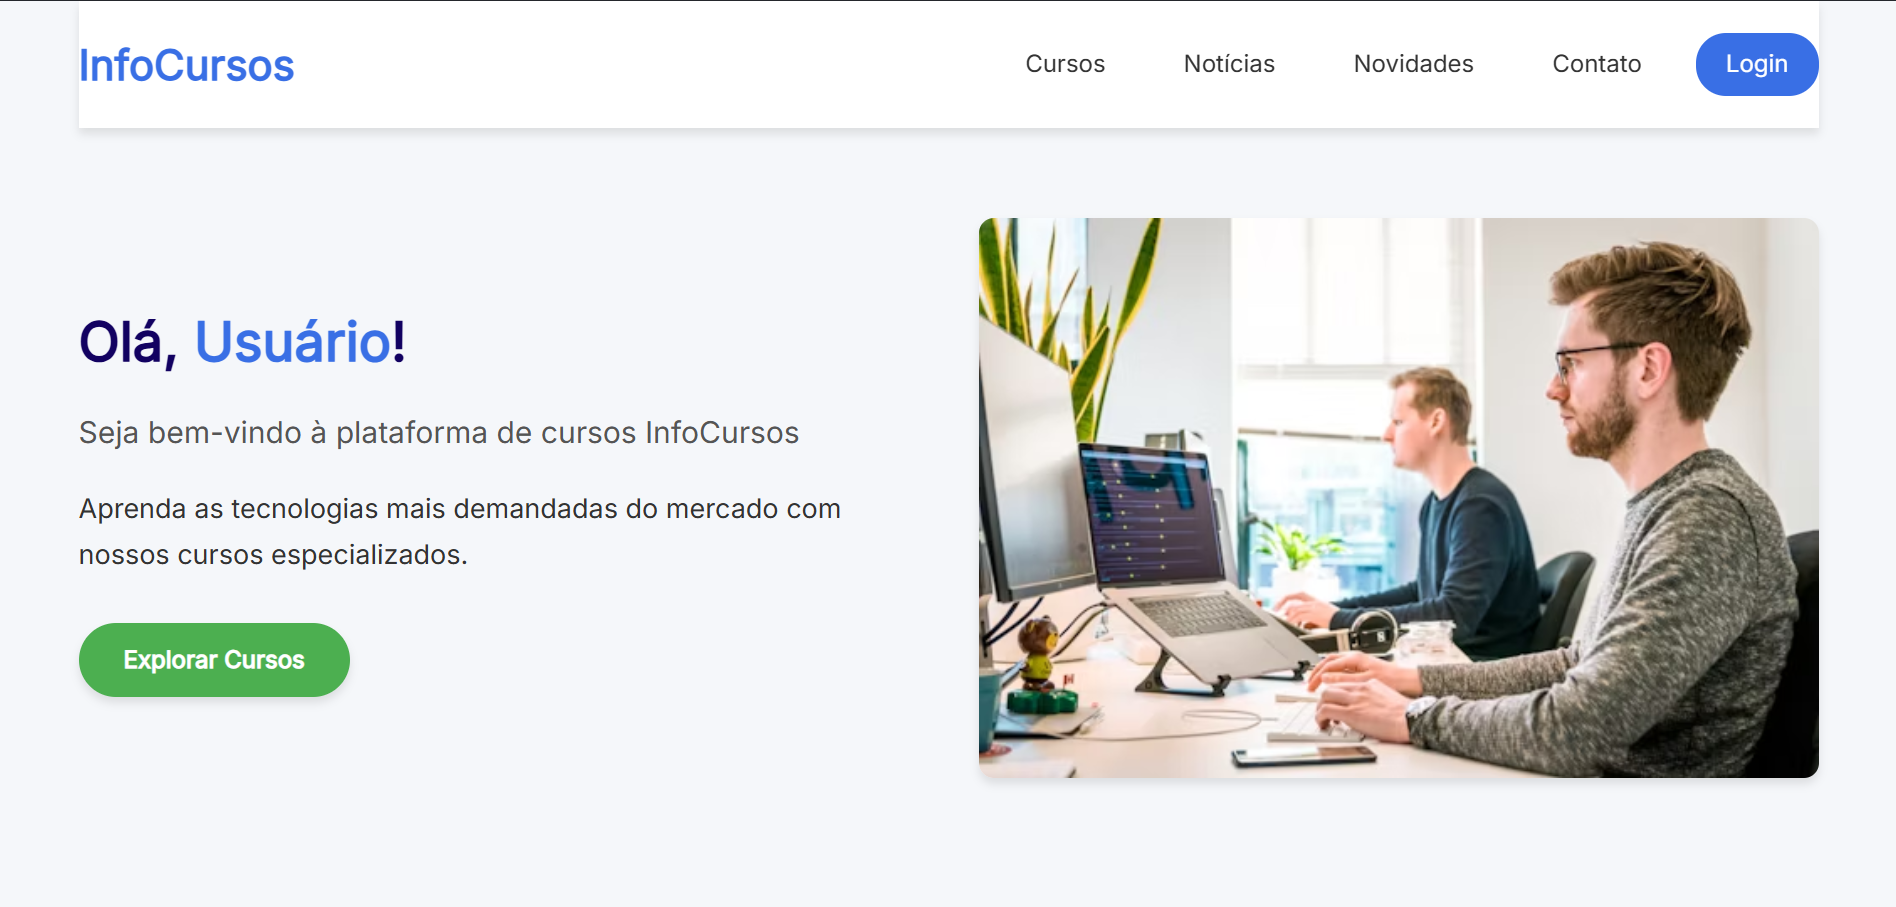 InfoCursos
Cursos
Notícias
Novidades
Contato
Login
Olá, Usuário!
Seja bem-vindo à plataforma de cursos InfoCursos
Aprenda as tecnologias mais demandadas do mercado com
nossos cursos especializados.
Explorar Cursos